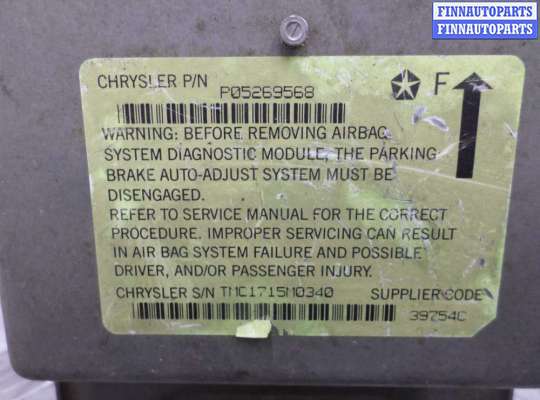 FINNAUTOPARTS
FINNAUTOPARTS
CHRYSLER P/N P05269568
F
WARNING: BEFORE REMOVING AIRBAG
SYSTEM DIAGNOSTIC MODULE, THE PARKING
BRAKE AUTO-ADJUST SYSTEM MUST BE
DISENGAGED.
REFER TO SERVICE MANUAL FOR THE CORRECT
PROCEDURE. IMPROPER SERVICING CAN RESULT
IN AIR BAG SYSTEM FAILURE AND POSSIBLE
DRIVER, AND/OR PASSENGER INJURY.
CHRYSLER S/N TMC1715M0340 SUPPLIER CODE
39754C